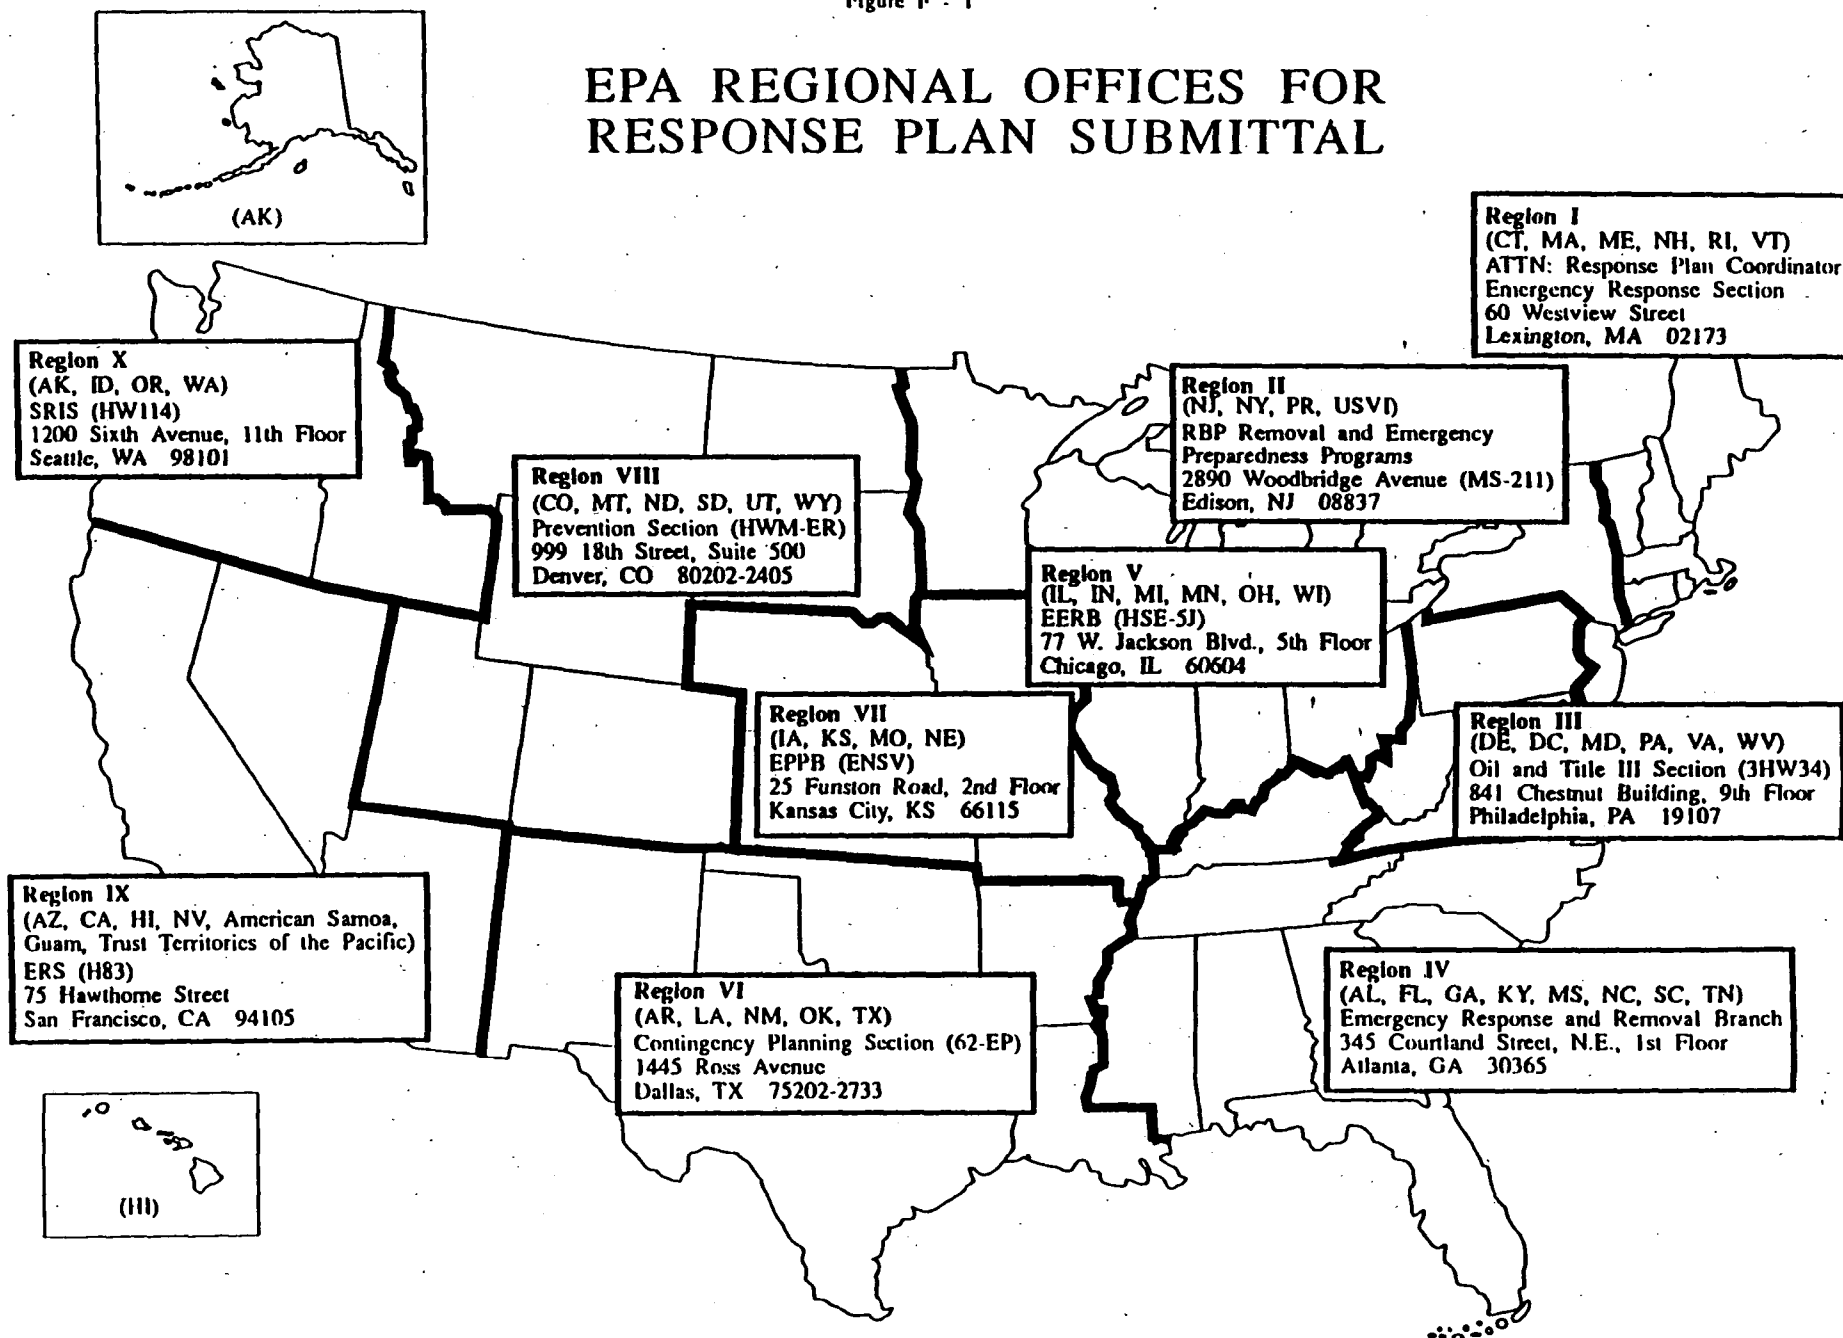 Figure F - 1
EPA REGIONAL OFFICES FOR
RESPONSE PLAN SUBMITTAL
(AK)
Region I
(CT, MA, ME, NH, RI, VT)
ATTN: Response Plan Coordinator
Emergency Response Section
60 Westview Street
Lexington, MA 02173
Region X
(AK, ID, OR, WA)
SRIS (HW114)
1200 Sixth Avenue, 11th Floor
Seattle, WA 98101
Region II
(NJ, NY, PR, USVI)
RBP Removal and Emergency
Preparedness Programs
2890 Woodbridge Avenue (MS-211)
Edison, NJ 08837
Region VIII
(CO, MT, ND, SD, UT, WY)
Prevention Section (HWM-ER)
999 18th Street, Suite 500
Denver, CO 80202-2405
Region V
(IL, IN, MI, MN, OH, WI)
EERB (HSE-5J)
77 W. Jackson Blvd., 5th Floor
Chicago, IL 60604
Region VII
(IA, KS, MO, NE)
EPPB (ENSV)
25 Funston Road, 2nd Floor
Kansas City, KS 66115
Region III
(DE, DC, MD, PA, VA, WV)
Oil and Title III Section (3HW34)
841 Chestnut Building, 9th Floor
Philadelphia, PA 19107
Region IX
(AZ, CA, HI, NV, American Samoa,
Guam, Trust Territories of the Pacific)
ERS (H83)
75 Hawthorne Street
San Francisco, CA 94105
Region VI
(AR, LA, NM, OK, TX)
Contingency Planning Section (62-EP)
1445 Ross Avenue
Dallas, TX 75202-2733
Region IV
(AL, FL, GA, KY, MS, NC, SC, TN)
Emergency Response and Removal Branch
345 Courtland Street, N.E., 1st Floor
Atlanta, GA 30365
(HI)